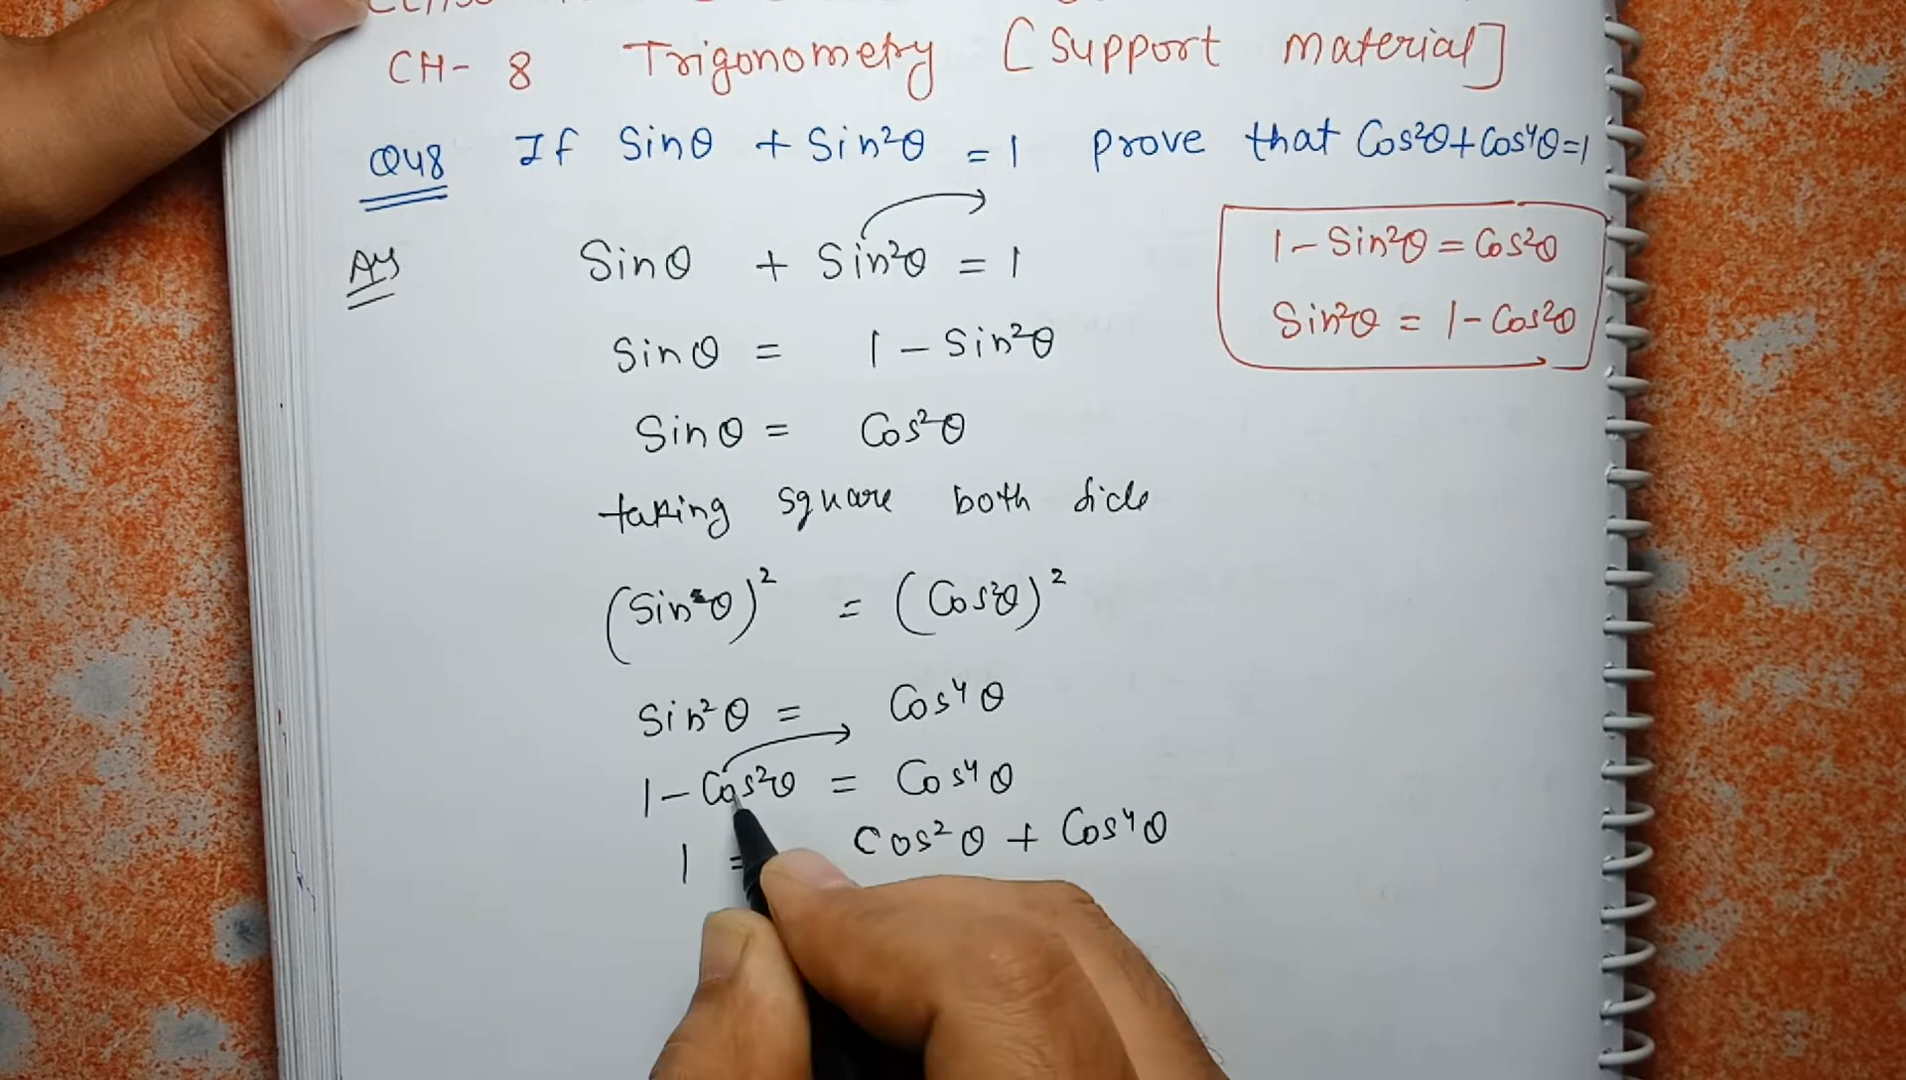 CH- 8 Trigonometry [Support material]
Q48 If Sinθ + Sin²θ = 1 prove that Cos²θ+Cos⁴θ=1
Ans Sinθ + Sin²θ = 1
1-Sin²θ = Cos²θ
Sin²θ = 1-Cos²θ
Sinθ = 1 - Sin²θ
Sinθ = Cos²θ
taking square both side
(Sinθ)² = (Cos²θ)²
Sin²θ = Cos⁴θ
1-Cos²θ = Cos⁴θ
1 = Cos²θ + Cos⁴θ